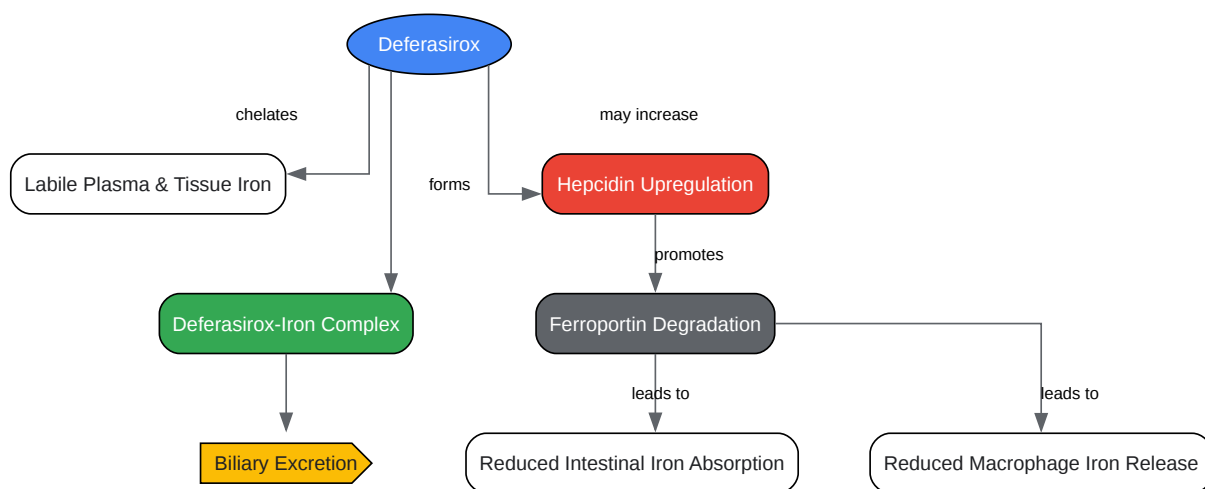 Deferasirox
chelates
may increase
Labile Plasma & Tissue Iron
forms
Hepcidin Upregulation
promotes
Deferasirox-Iron Complex
Ferroportin Degradation
leads to
leads to
Biliary Excretion
Reduced Intestinal Iron Absorption
Reduced Macrophage Iron Release